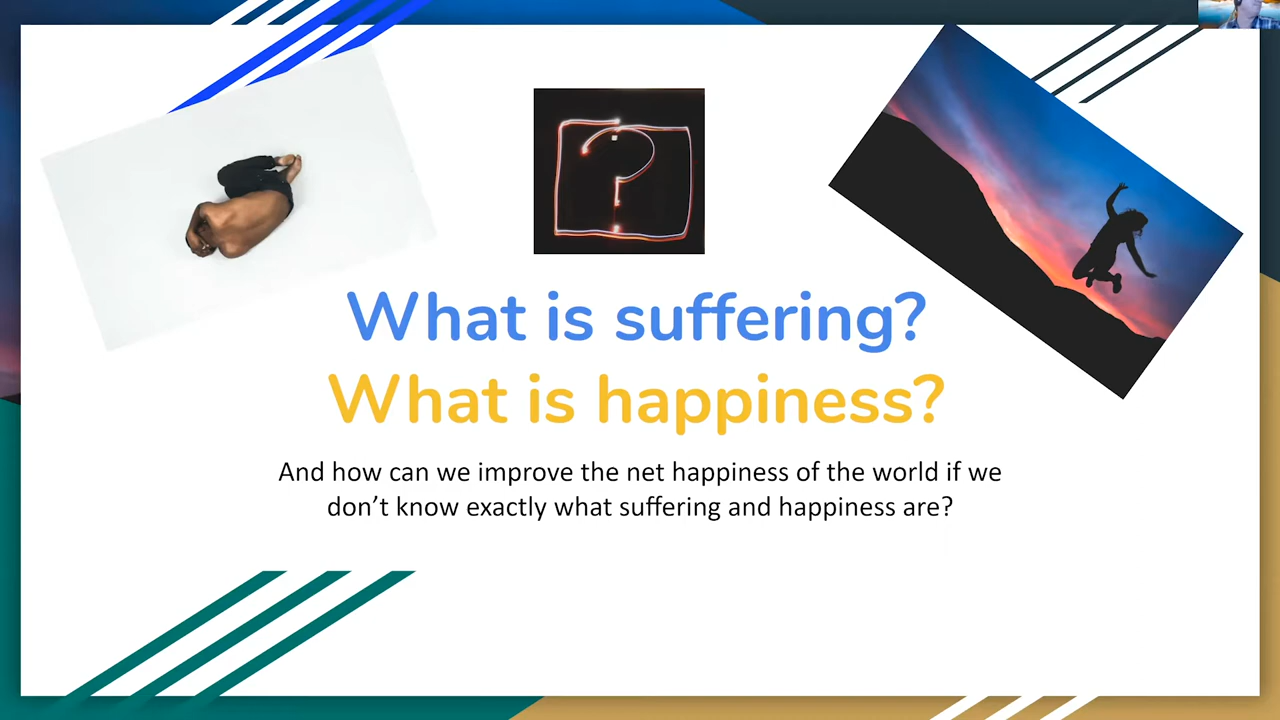 ?
What is suffering?
What is happiness?
And how can we improve the net happiness of the world if we
don’t know exactly what suffering and happiness are?